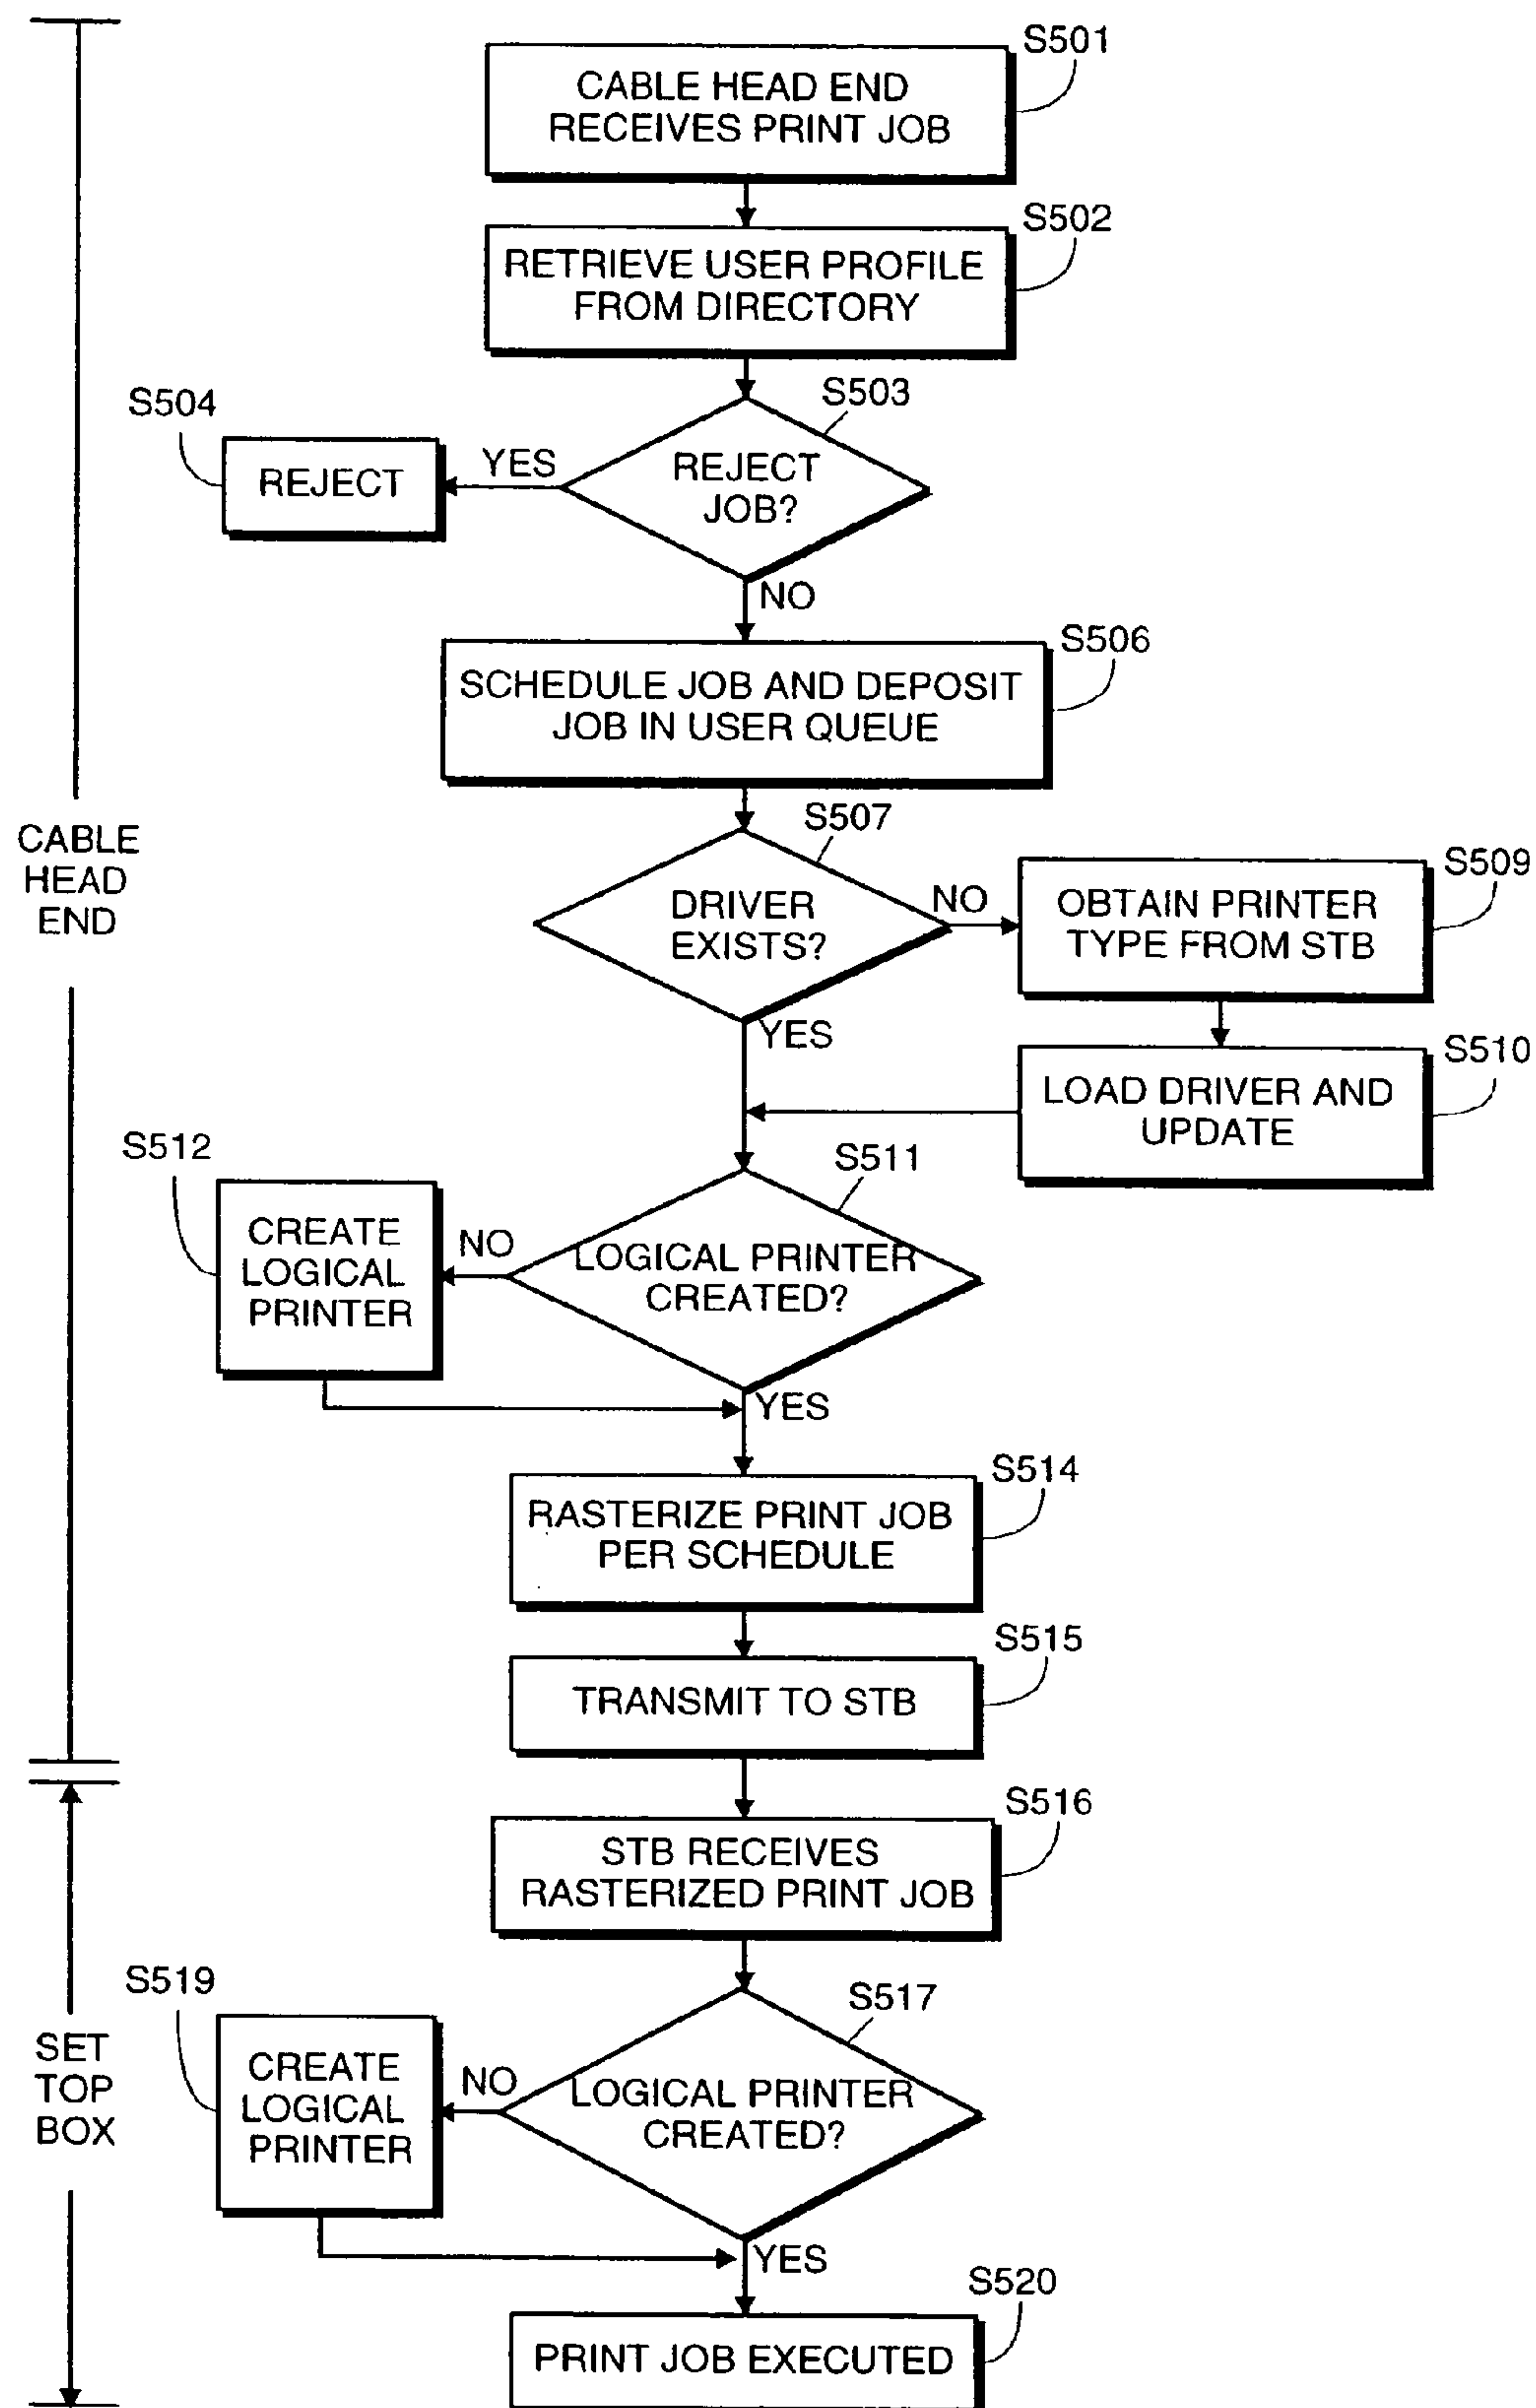 S501
CABLE HEAD END
RECEIVES PRINT JOB
S502
RETRIEVE USER PROFILE
FROM DIRECTORY
S503
S504
REJECT
YES
REJECT
JOB?
NO
S506
SCHEDULE JOB AND DEPOSIT
JOB IN USER QUEUE
S507
CABLE
HEAD
END
DRIVER
EXISTS?
NO
S509
OBTAIN PRINTER
TYPE FROM STB
YES
S510
LOAD DRIVER AND
UPDATE
S512
S511
CREATE
LOGICAL
PRINTER
NO
LOGICAL PRINTER
CREATED?
YES
S514
RASTERIZE PRINT JOB
PER SCHEDULE
S515
TRANSMIT TO STB
S516
STB RECEIVES
RASTERIZED PRINT JOB
S519
S517
SET
TOP
BOX
CREATE
LOGICAL
PRINTER
NO
LOGICAL PRINTER
CREATED?
YES
S520
PRINT JOB EXECUTED